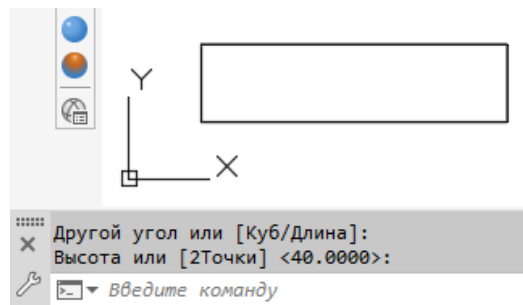 Y
X
Другой угол или [Куб/Длина]:
Высота или [2Точки] <40.0000>:
Введите команду